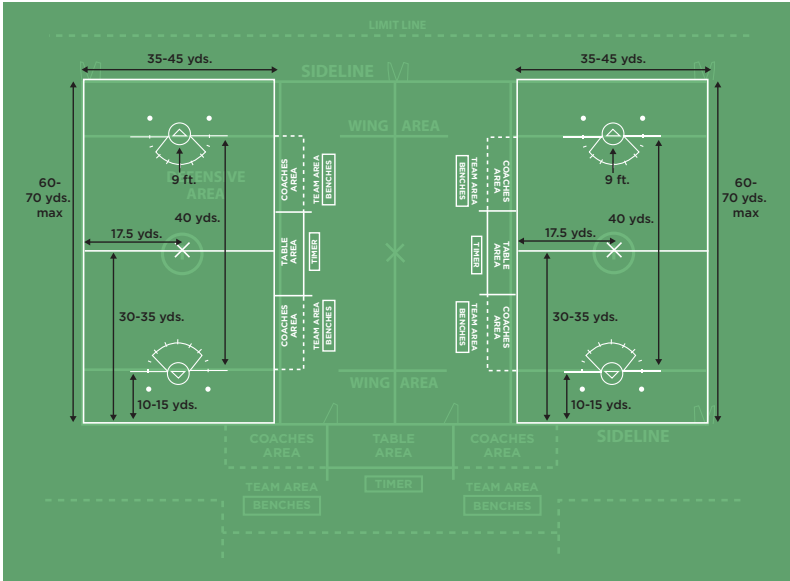 LIMIT LINE
35-45 yds.
35-45 yds.
SIDELINE
WING AREA
60-
70 yds.
max
DEFENSIVE
AREA
9 ft.
40 yds.
17.5 yds.
30-35 yds.
10-15 yds.
COACHES
AREA
TEAM AREA
BENCHES
TABLE
AREA
TIMER
COACHES
AREA
TEAM AREA
BENCHES
BENCHES
TEAM AREA
COACHES
AREA
TIMER
TABLE
AREA
BENCHES
TEAM AREA
COACHES
AREA
9 ft.
40 yds.
17.5 yds.
30-35 yds.
10-15 yds.
60-
70 yds.
max
WING AREA
SIDELINE
COACHES
AREA
TABLE
AREA
COACHES
AREA
TEAM AREA
BENCHES
TIMER
TEAM AREA
BENCHES